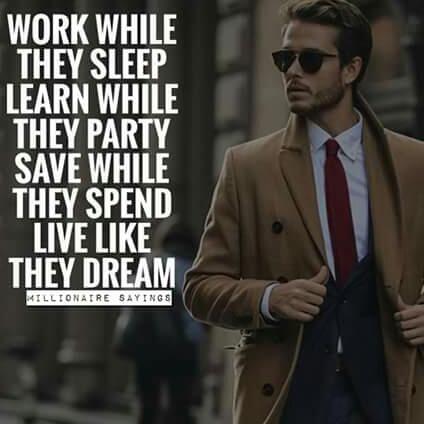 WORK WHILE
THEY SLEEP
LEARN WHILE
THEY PARTY
SAVE WHILE
THEY SPEND
LIVE LIKE
THEY DREAM
MILLIONAIRE SAYINGS